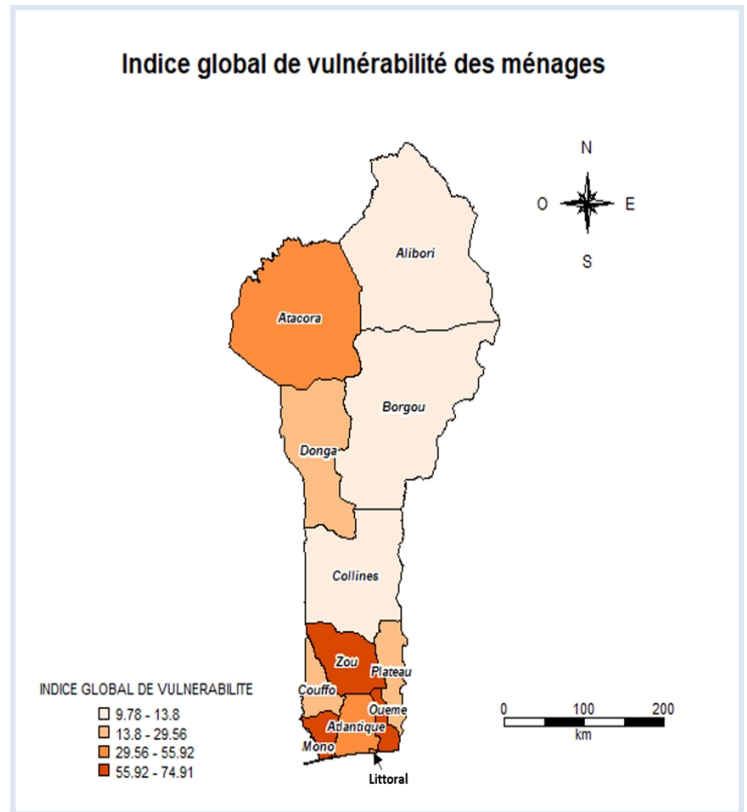 Indice global de vulnérabilité des ménages
N
O E
S
Alibori
Atacora
Borgou
Donga
Collines
Zou
Plateau
Couffo
Oueme
Atlantique
Mono
Littoral
INDICE GLOBAL DE VULNERABILITE
9.78 - 13.8
13.8 - 29.56
29.56 - 55.92
55.92 - 74.91
0 100 200
km